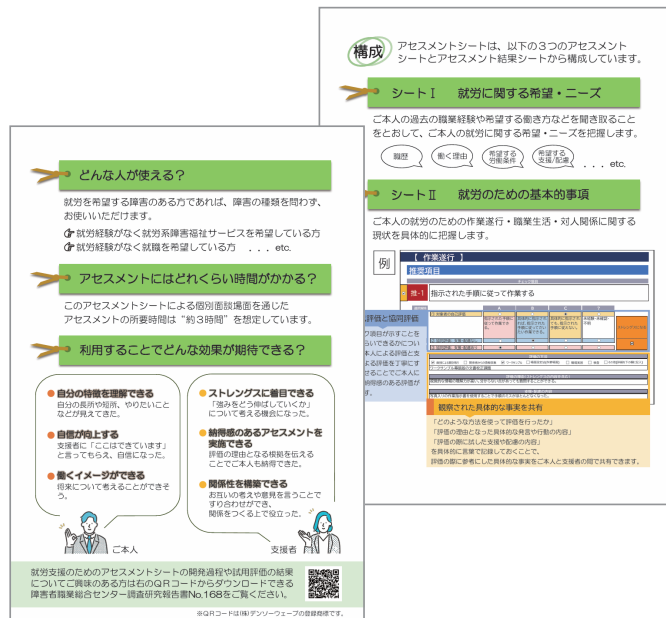 どんな人が使える？
就労を希望する障害のある方であれば、障害の種類を問わず、
お使いいただけます。
就労経験がなく就労系障害福祉サービスを希望している方
就労経験がなく就職を希望している方　．．．etc.
アセスメントにはどれくらい時間がかかる？
このアセスメントシートによる個別面談場面を通じた
アセスメントの所要時間は“約３時間”を想定しています。
利用することでどんな効果が期待できる？
自分の特徴を理解できる
自分の長所や短所、やりたいこと
などが見えてきた。
自信が向上する
支援者に「ここはできています」
と言ってもらえ、自信になった。
働くイメージができる
将来について考えることができそ
う。
ご本人
ストレングスに着目できる
「強みをどう伸ばしていくか」
について考える機会になった。
納得感のあるアセスメントを
実施できる
評価の理由となる根拠を伝える
ことでご本人も納得できた。
関係性を構築できる
お互いの考えや意見を言うことで
すり合わせができ、
関係をつくる上で役立った。
支援者
就労支援のためのアセスメントシートの開発過程や試用評価の結果
についてご興味のある方は右のＱＲコードからダウンロードできる
障害者職業総合センター調査研究報告書No.168をご覧ください。
※ＱＲコードは(株)デンソーウェーブの登録商標です。
構成
アセスメントシートは、以下の３つのアセスメント
シートとアセスメント結果シートから構成しています。
シートⅠ　就労に関する希望・ニーズ
ご本人の過去の職業経験や希望する働き方などを聞き取ること
をとおして、ご本人の就労に関する希望・ニーズを把握します。
職歴
働く理由
希望する
労働条件
希望する
支援/配慮
．．．etc.
シートⅡ　就労のための基本的事項
ご本人の就労のための作業遂行・職業生活・対人関係に関する
現状を具体的に把握します。
例
【 作業遂行 】
推奨項目
推-1
指示された手順に従って作業する
評価と協同評価
観察された具体的な事実を共有
「どのような方法を使って評価を行ったか」
「評価の理由となった具体的な発言や行動の内容」
「評価の際に試した支援や配慮の内容」
を具体的に言葉で記録しておくことで、
評価の際に参考にした具体的な事実をご本人と支援者の間で共有できます。